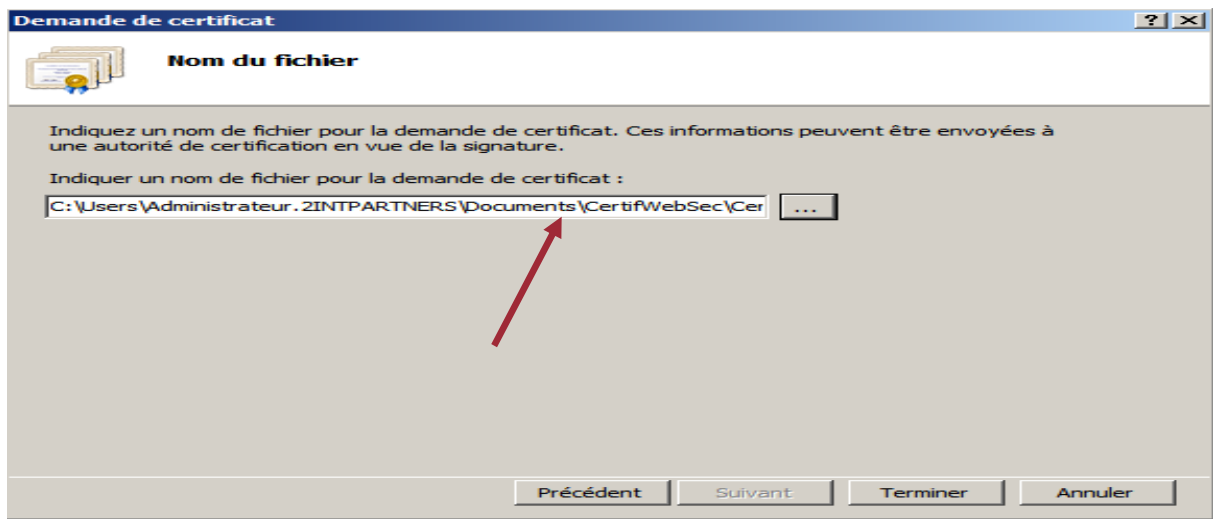 Demande de certificat
Nom du fichier
Indiquez un nom de fichier pour la demande de certificat. Ces informations peuvent être envoyées à
une autorité de certification en vue de la signature.
Indiquer un nom de fichier pour la demande de certificat :
C:\Users\Administrateur.2INTPARTNERS\Documents\CertifWebSec\Cer ...
Précédent Suivant Terminer Annuler